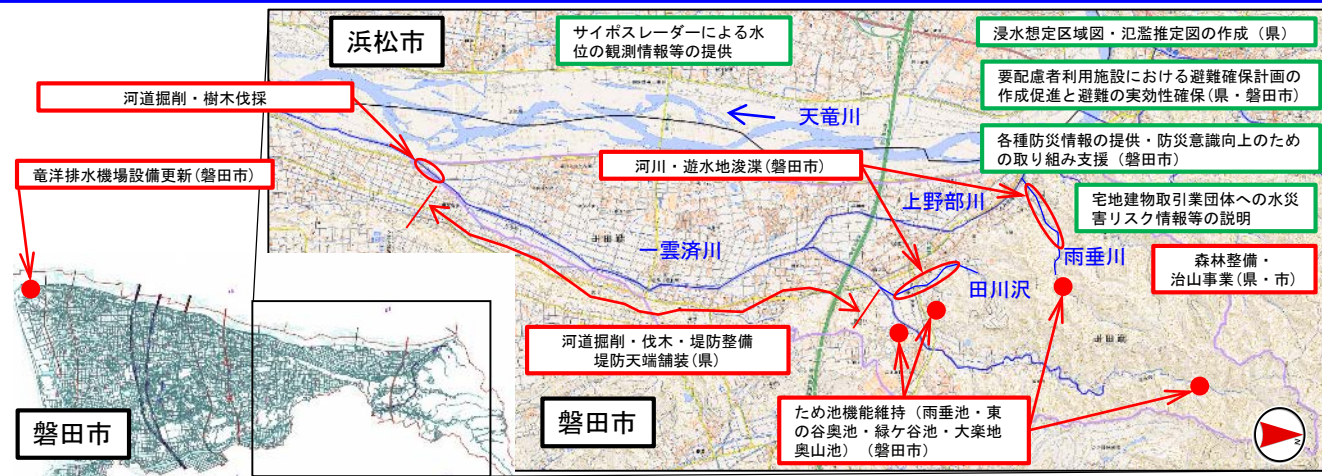 浜松市
サイポスレーダーによる水
位の観測情報等の提供
浸水想定区域図・氾濫推定図の作成（県）
要配慮者利用施設における避難確保計画の
作成促進と避難の実効性確保(県・磐田市)
各種防災情報の提供・防災意識向上のため
の取り組み支援（磐田市）
宅地建物取引業団体への水災
害リスク情報等の説明
森林整備・
治山事業(県・市)
河道掘削・樹木伐採
天竜川
竜洋排水機場設備更新(磐田市)
河川・遊水地浚渫(磐田市)
上野部川
一雲済川
雨垂川
田川沢
河道掘削・伐木・堤防整備
堤防天端舗装(県)
ため池機能維持（雨垂池・東
の谷奥池・緑ケ谷池・大楽地
奥山池）（磐田市）
磐田市
磐田市
N